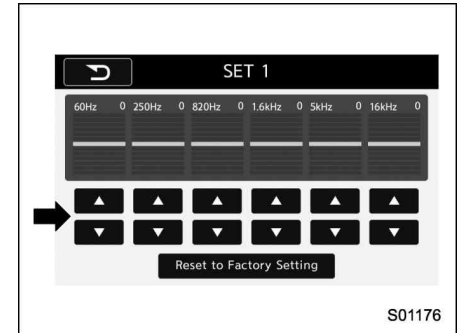 SET 1
60Hz 0 250Hz 0 820Hz 0 1.6kHz 0 5kHz 0 16kHz 0
Reset to Factory Setting
S01176